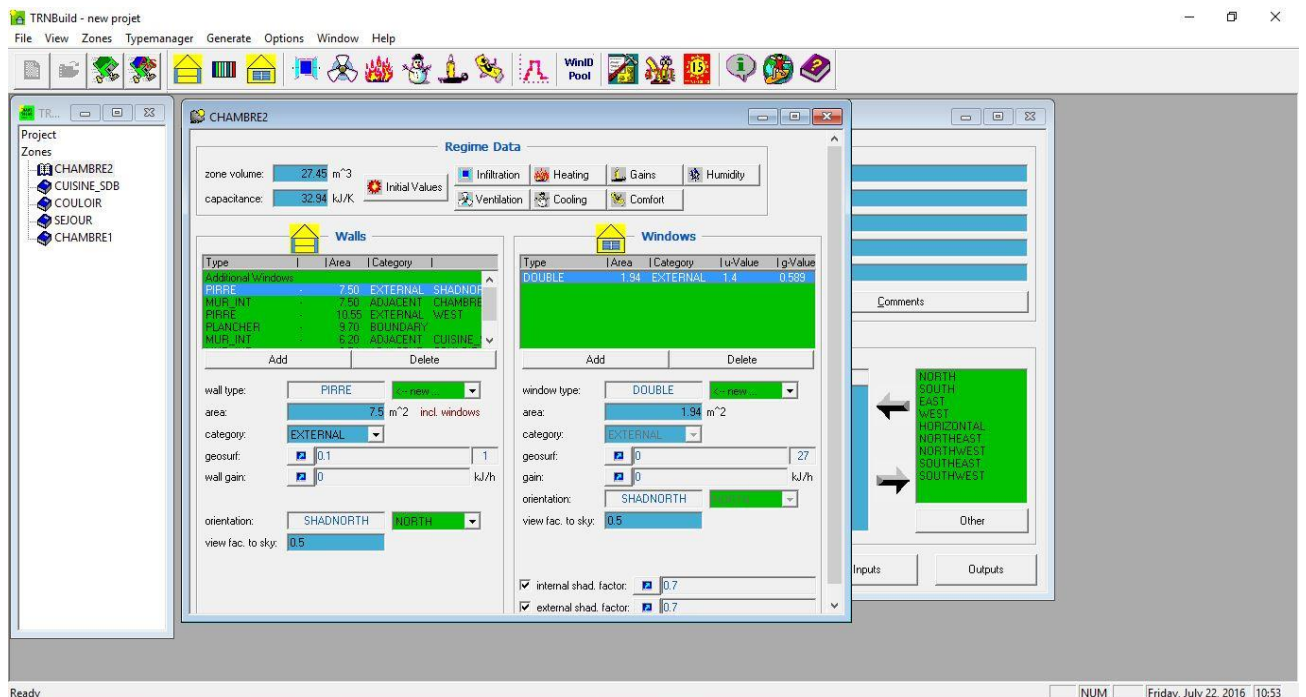 TRNBuild - new projet
File View Zones Typemanager Generate Options Window Help
WinID
Pool
15
TR...
Project
Zones
CHAMBRE2
CUISINE_SDB
COULOIR
SEJOUR
CHAMBRE1
CHAMBRE2
Regime Data
zone volume: 27.45 m^3
capacitance: 32.94 kJ/K
Initial Values
Infiltration Heating Gains Humidity
Ventilation Cooling Comfort
Walls
Type | | Area | Category |
Additional Windows
PIRRE - 7.50 EXTERNAL SHADNOR
MUR_INT - 7.50 ADJACENT CHAMBRE
PIRRE - 10.55 EXTERNAL WEST
PLANCHER - 9.70 BOUNDARY
MUR_INT - 6.20 ADJACENT CUISINE_
Add Delete
wall type: PIRRE <-- new ...
area: 7.5 m^2 incl. windows
category: EXTERNAL
geosurf: 0.1 1
wall gain: 0 kJ/h
orientation: SHADNORTH NORTH
view fac. to sky: 0.5
Windows
Type | Area | Category | u-Value | g-Value
DOUBLE 1.94 EXTERNAL 1.4 0.589
Add Delete
window type: DOUBLE <-- new ...
area: 1.94 m^2
category: EXTERNAL
geosurf: 0 27
gain: 0 kJ/h
orientation: SHADNORTH
view fac. to sky: 0.5
internal shad. factor: 0.7
external shad. factor: 0.7
Comments
NORTH
SOUTH
EAST
WEST
HORIZONTAL
NORTHEAST
NORTHWEST
SOUTHEAST
SOUTHWEST
Other
Inputs Outputs
Ready NUM Friday, July 22, 2016 10:53